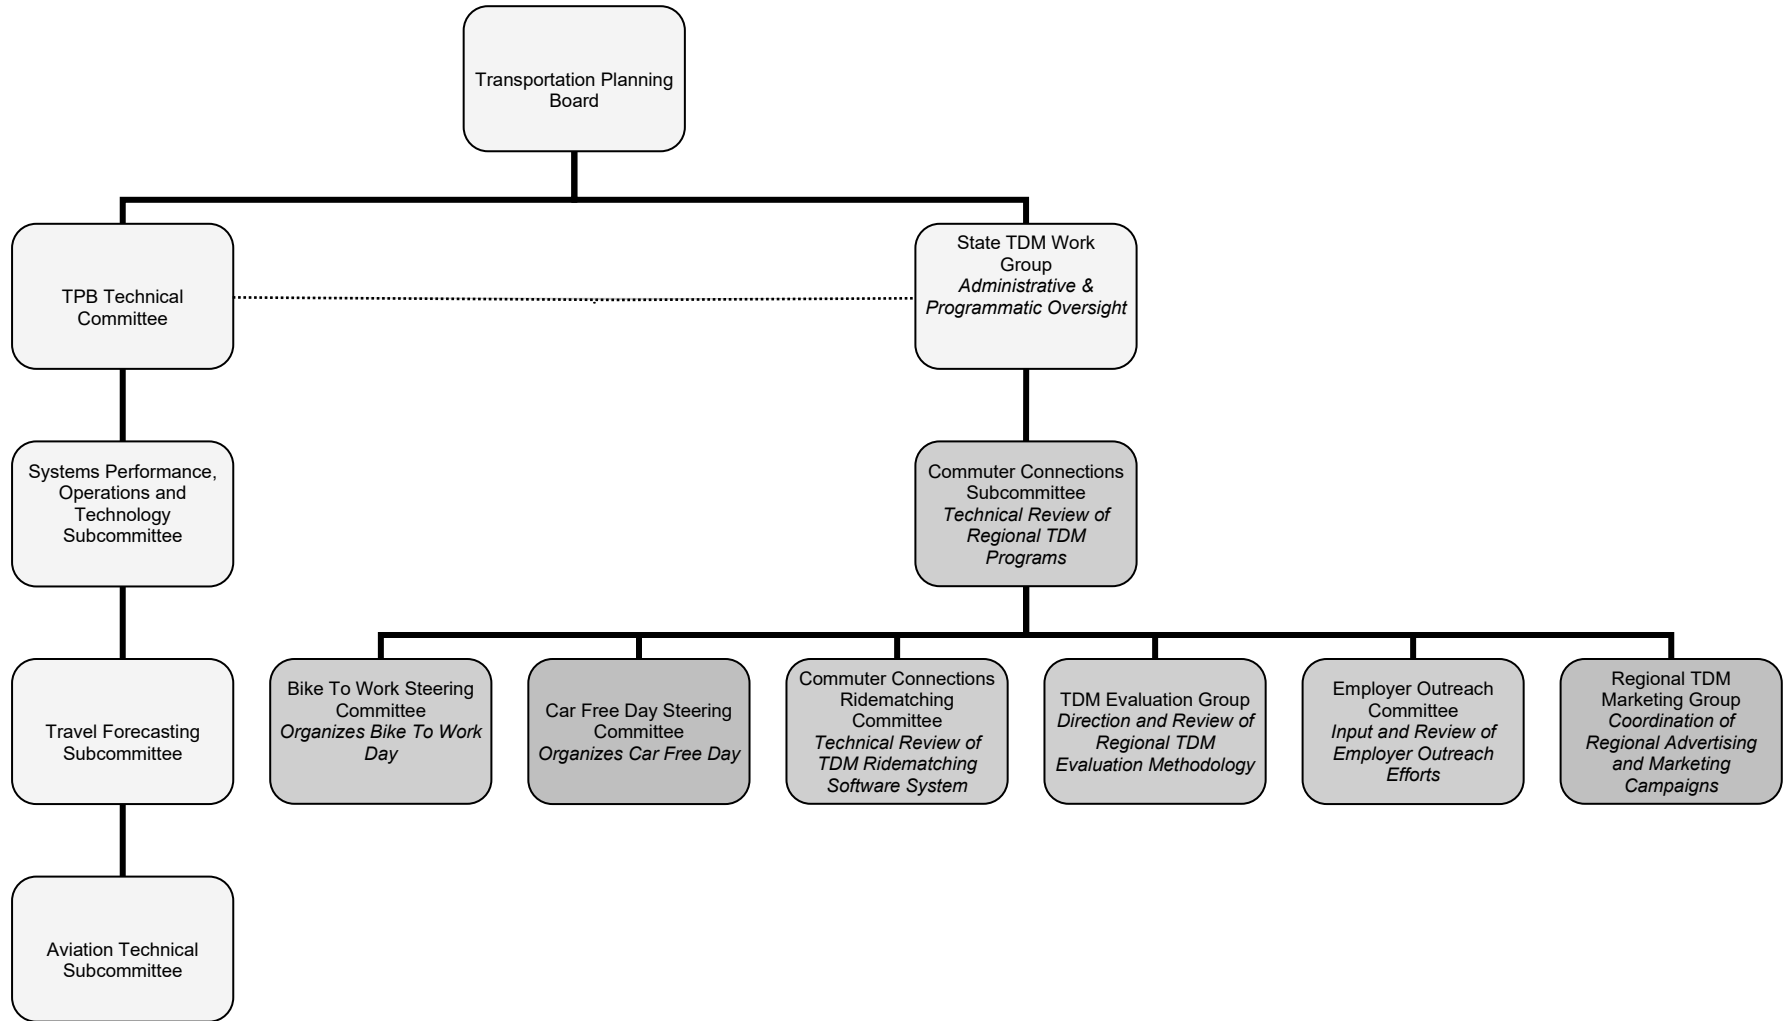 Transportation Planning
Board
TPB Technical
Committee
State TDM Work
Group
Administrative &
Programmatic Oversight
Systems Performance,
Operations and
Technology
Subcommittee
Commuter Connections
Subcommittee
Technical Review of
Regional TDM
Programs
Travel Forecasting
Subcommittee
Bike To Work Steering
Committee
Organizes Bike To Work
Day
Car Free Day Steering
Committee
Organizes Car Free Day
Commuter Connections
Ridematching
Committee
Technical Review of
TDM Ridematching
Software System
TDM Evaluation Group
Direction and Review of
Regional TDM
Evaluation Methodology
Employer Outreach
Committee
Input and Review of
Employer Outreach
Efforts
Regional TDM
Marketing Group
Coordination of
Regional Advertising
and Marketing
Campaigns
Aviation Technical
Subcommittee